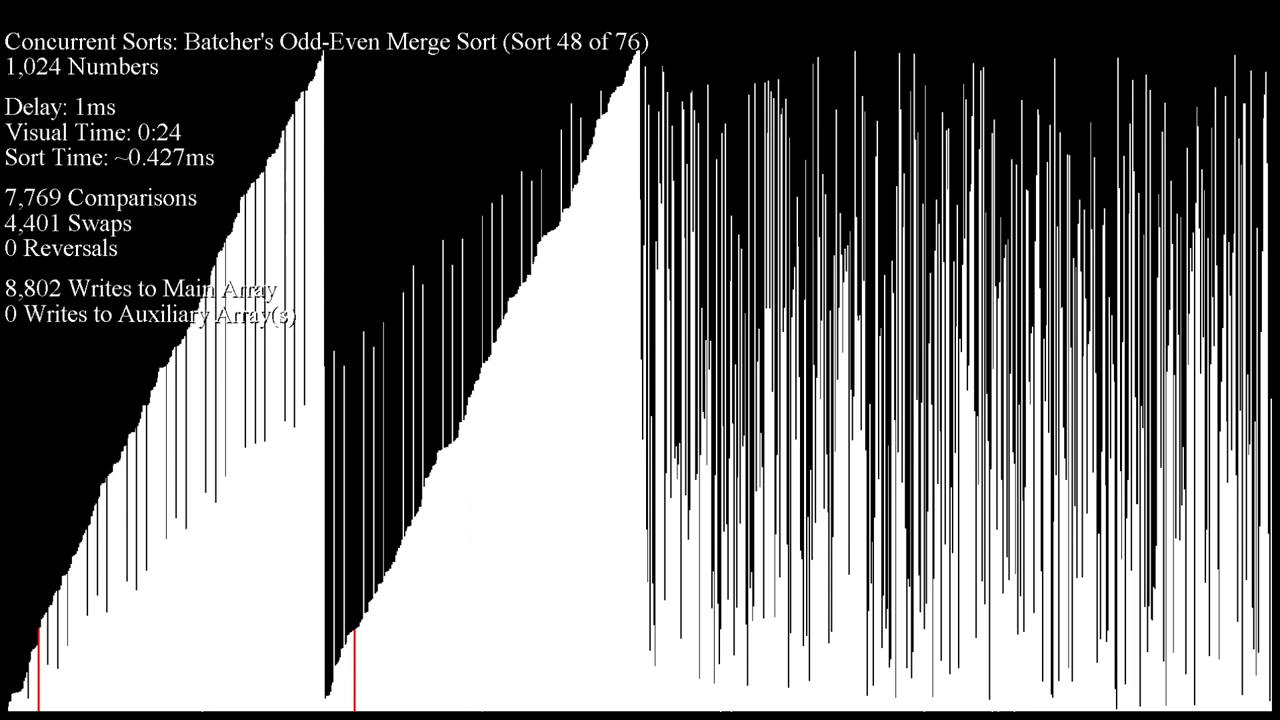 Concurrent Sorts: Batcher's Odd-Even Merge Sort (Sort 48 of 76)
1,024 Numbers
Delay: 1ms
Visual Time: 0:24
Sort Time: ~0.427ms
7,769 Comparisons
4,401 Swaps
0 Reversals
8,802 Writes to Main Array
0 Writes to Auxiliary Array(s)